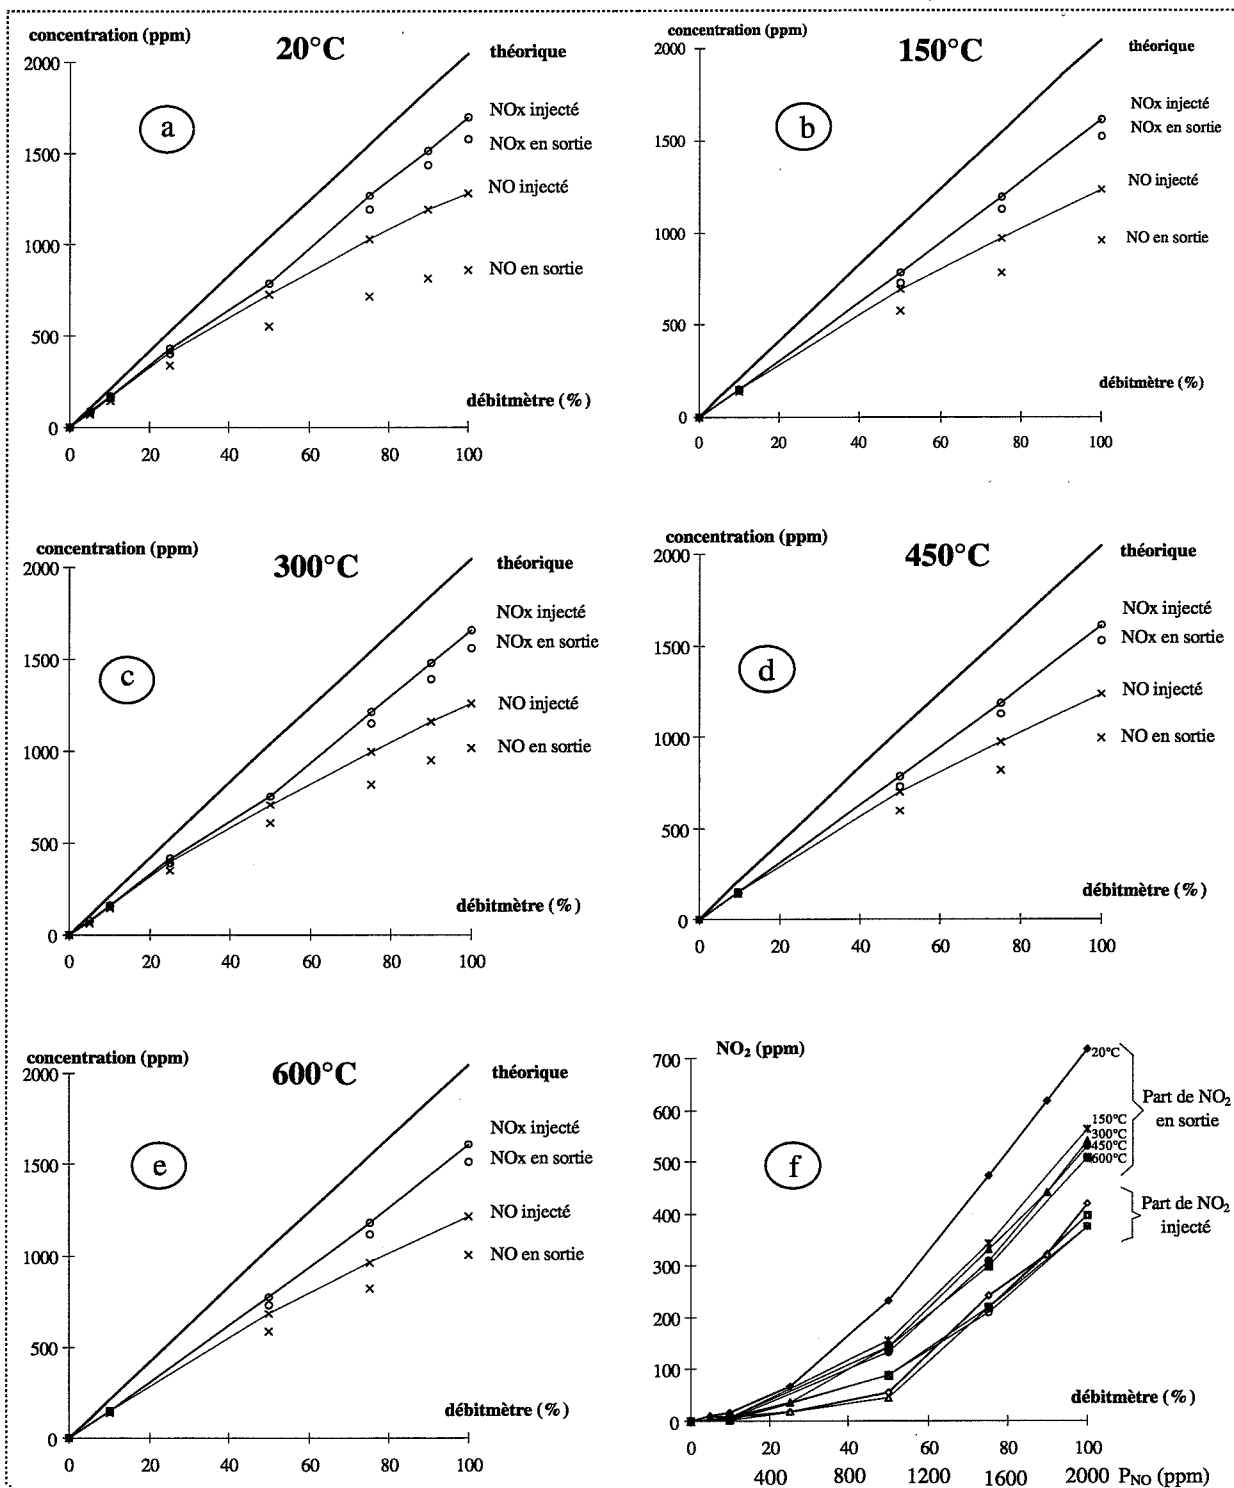 concentration (ppm)
20°C
théorique
2000
NOx injecté
a
1500
NOx en sortie
NO injecté
1000
NO en sortie
500
débitmètre (%)
0
0 20 40 60 80 100
concentration (ppm)
150°C
théorique
2000
NOx injecté
b
NOx en sortie
1500
NO injecté
1000
NO en sortie
500
débitmètre (%)
0
0 20 40 60 80 100
concentration (ppm)
300°C
théorique
2000
NOx injecté
NOx en sortie
1500
c
NO injecté
1000
NO en sortie
500
débitmètre (%)
0
0 20 40 60 80 100
concentration (ppm)
450°C
théorique
2000
NOx injecté
NOx en sortie
1500
d
NO injecté
1000
NO en sortie
500
débitmètre (%)
0
0 20 40 60 80 100
concentration (ppm)
600°C
théorique
2000
NOx injecté
e
1500
NOx en sortie
NO injecté
1000
NO en sortie
500
débitmètre (%)
0
0 20 40 60 80 100
NO₂ (ppm)
700
20°C
Part de NO₂
en sortie
600
150°C
300°C
450°C
600°C
500
f
Part de NO₂
injecté
400
300
200
100
débitmètre (%)
0
0 20 40 60 80 100
400 800 1200 1600 2000 P_NO (ppm)